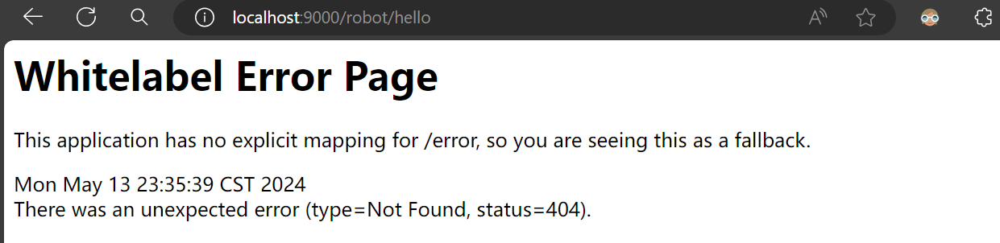 localhost:9000/robot/hello
Whitelabel Error Page
This application has no explicit mapping for /error, so you are seeing this as a fallback.
Mon May 13 23:35:39 CST 2024
There was an unexpected error (type=Not Found, status=404).